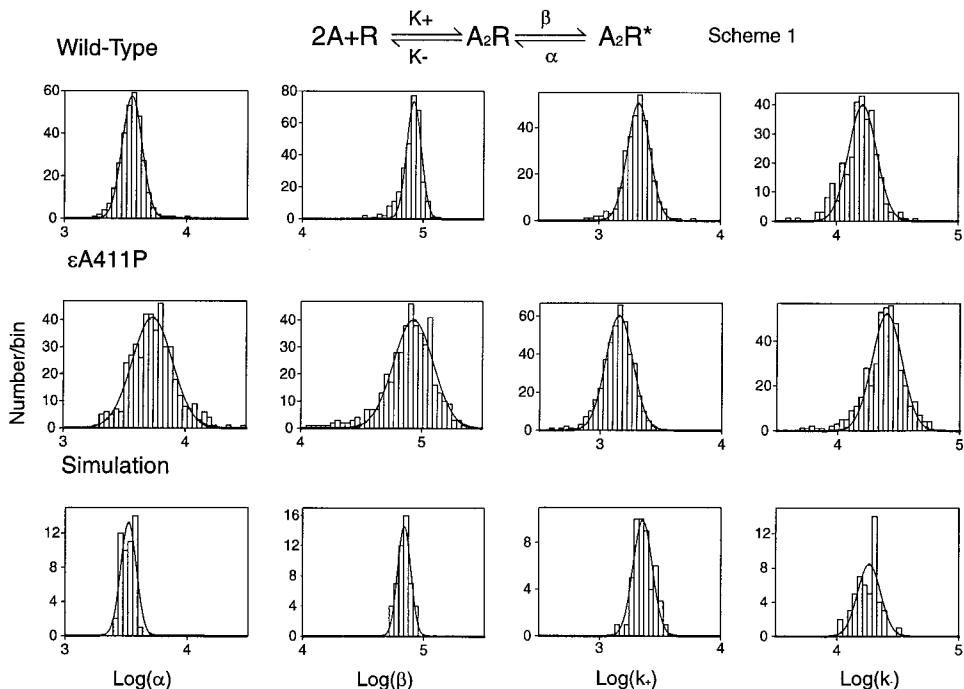 Wild-Type
2A+R K+ K- A₂R β α A₂R* Scheme 1
60 40 20 0 3 4
80 60 40 20 0 4 5
60 40 20 0 3 4
40 20 0 4 5
εA411P
Number/bin
40 30 20 10 0 3 4
40 30 20 10 0 4 5
60 40 20 0 3 4
40 20 0 4 5
Simulation
12 8 4 0 3 4
16 12 8 4 0 4 5
8 4 0 3 4
12 8 4 0 4 5
Log(α) Log(β) Log(k₊) Log(k₋)